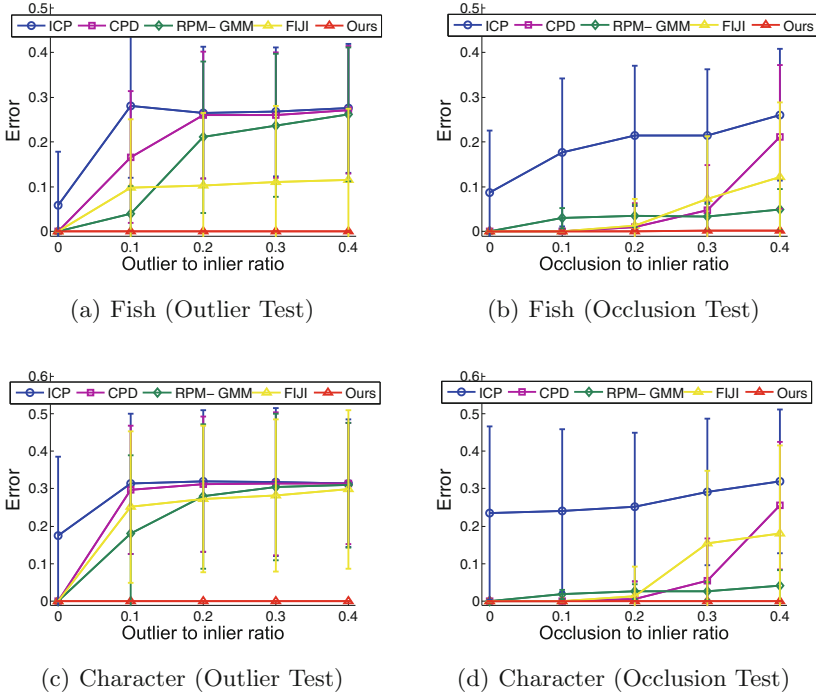 0.5
ICP CPD RPM- GMM FIJI Ours
0.4
0.3
0.2
0.1
0
Error
0 0.1 0.2 0.3 0.4
Outlier to inlier ratio
(a) Fish (Outlier Test)
0.5
ICP CPD RPM- GMM FIJI Ours
0.4
0.3
0.2
0.1
0
Error
0 0.1 0.2 0.3 0.4
Occlusion to inlier ratio
(b) Fish (Occlusion Test)
0.6
ICP CPD RPM- GMM FIJI Ours
0.5
0.4
0.3
0.2
0.1
0
Error
0 0.1 0.2 0.3 0.4
Outlier to inlier ratio
(c) Character (Outlier Test)
0.6
ICP CPD RPM- GMM FIJI Ours
0.5
0.4
0.3
0.2
0.1
0
Error
0 0.1 0.2 0.3 0.4
Occlusion to inlier ratio
(d) Character (Occlusion Test)